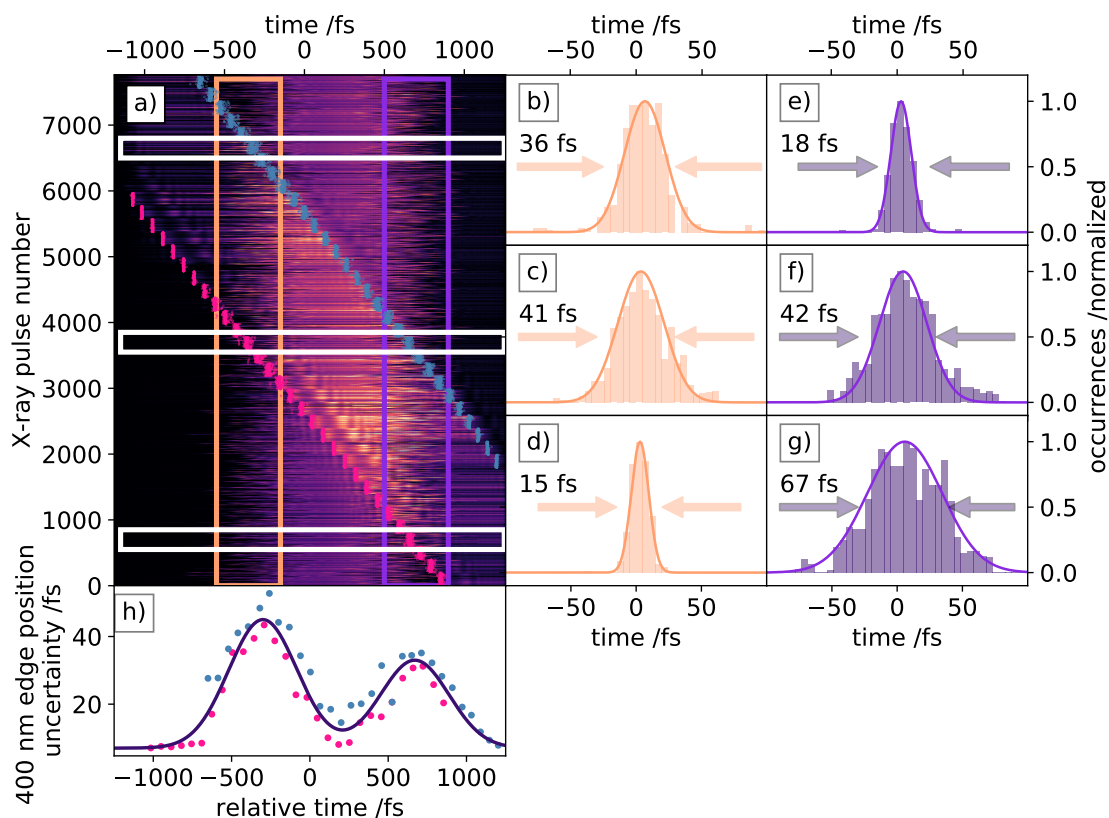 time /fs
−1000 −500 0 500 1000
time /fs
−50 0 50
time /fs
−50 0 50
X-ray pulse number
7000
6000
5000
4000
3000
2000
1000
0
a)
b)
36 fs
e)
18 fs
1.0
0.5
0.0
c)
41 fs
f)
42 fs
1.0
0.5
0.0
d)
15 fs
g)
67 fs
1.0
0.5
0.0
occurrences /normalized
−50 0 50
time /fs
−50 0 50
time /fs
400 nm edge position
uncertainty /fs
h)
40
20
−1000 −500 0 500 1000
relative time /fs